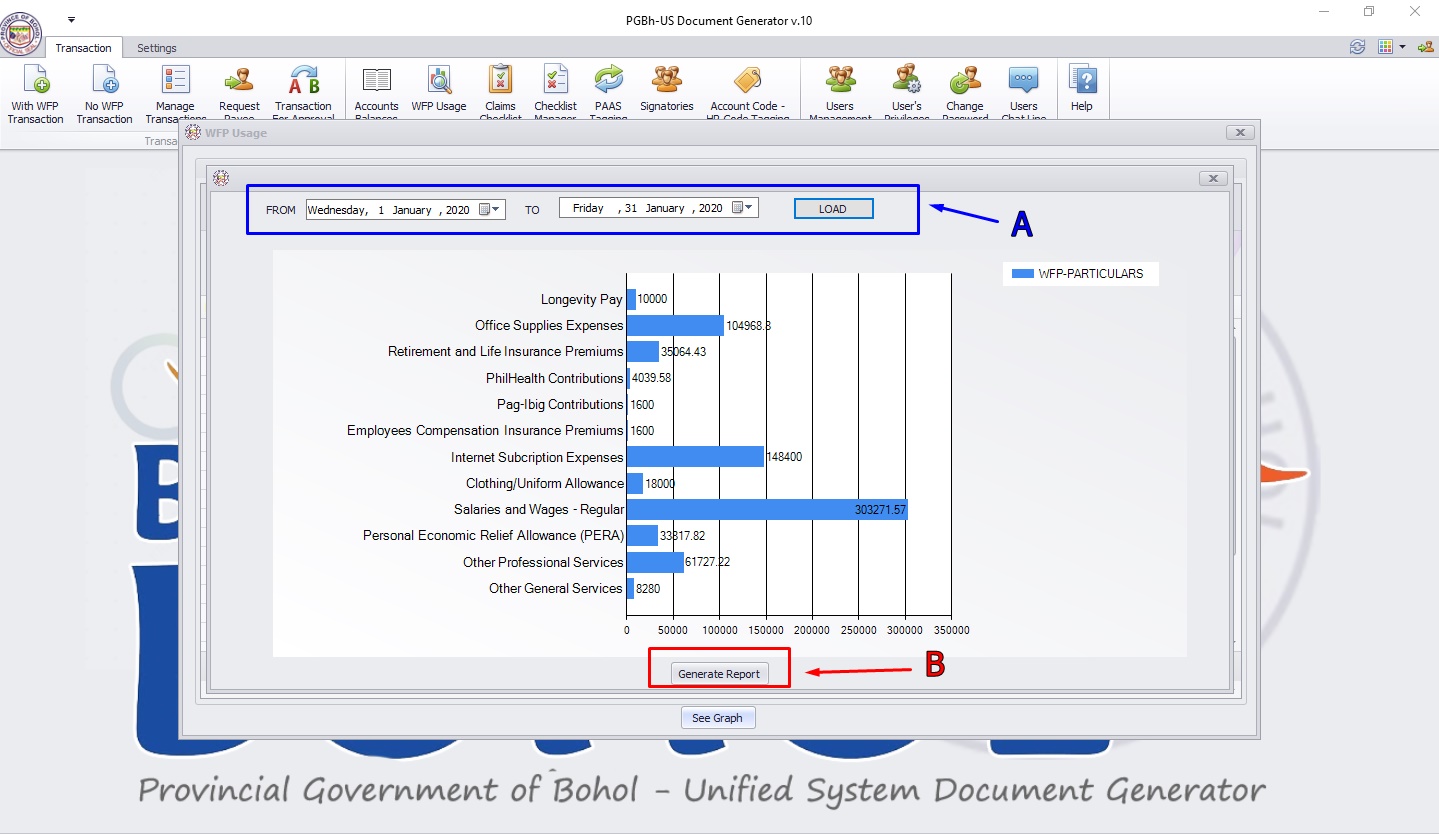 PGBh-US Document Generator v.10
Transaction Settings
With WFP Transaction
No WFP Transaction
Manage Transactions
Request Payee
Transaction For Approval
Accounts Balances
WFP Usage
Claims Checklist
Checklist Manager
PAAS Tagging
Signatories
Account Code - HR Code Tagging
Users Management
User's Privileges
Change Password
Users Chat Line
Help
Transa
WFP Usage
FROM Wednesday, 1 January , 2020 TO Friday , 31 January , 2020 LOAD
A
WFP-PARTICULARS
Longevity Pay 10000
Office Supplies Expenses 104968.3
Retirement and Life Insurance Premiums 35064.43
PhilHealth Contributions 4039.58
Pag-Ibig Contributions 1600
Employees Compensation Insurance Premiums 1600
Internet Subcription Expenses 148400
Clothing/Uniform Allowance 18000
Salaries and Wages - Regular 303271.57
Personal Economic Relief Allowance (PERA) 33817.82
Other Professional Services 61727.22
Other General Services 8280
0 50000 100000 150000 200000 250000 300000 350000
Generate Report
B
See Graph
Provincial Government of Bohol - Unified System Document Generator